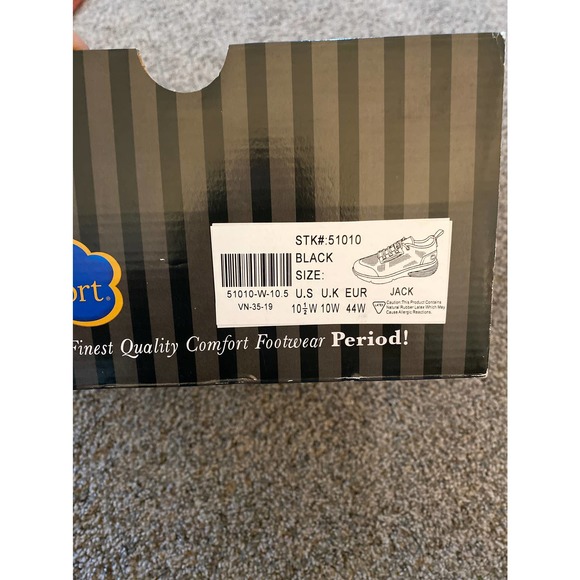 STK#:51010
BLACK
SIZE:
51010-W-10.5 U.S U.K EUR JACK
VN-35-19 10½W 10W 44W
Caution:This Product Contains
Natural Rubber Latex Which May
Cause Allergic Reactions.
ort®
Finest Quality Comfort Footwear Period!